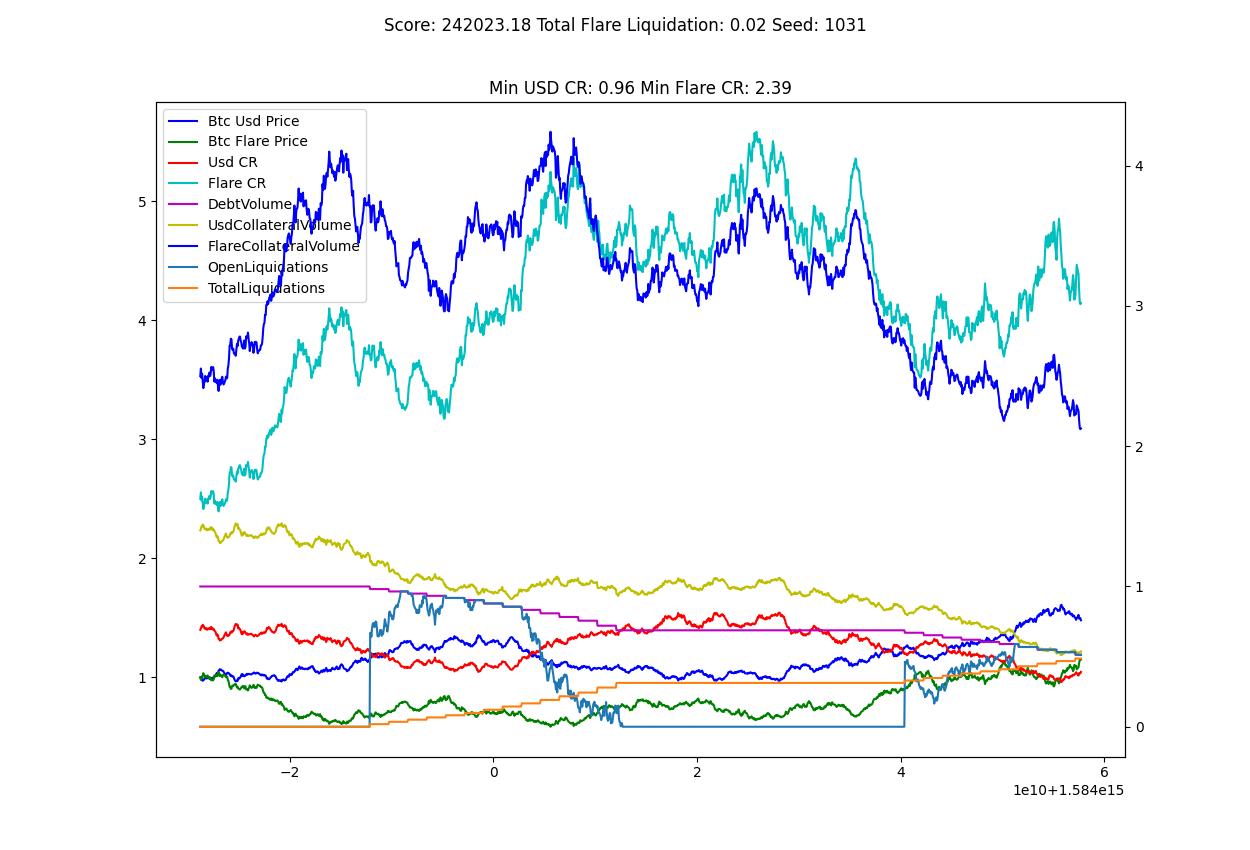 Score: 242023.18 Total Flare Liquidation: 0.02 Seed: 1031
Min USD CR: 0.96 Min Flare CR: 2.39
Btc Usd Price
Btc Flare Price
Usd CR
Flare CR
DebtVolume
UsdCollateralVolume
FlareCollateralVolume
OpenLiquidations
TotalLiquidations
5
4
3
2
1
4
3
2
1
0
−2
0
2
4
6
1e10+1.584e15